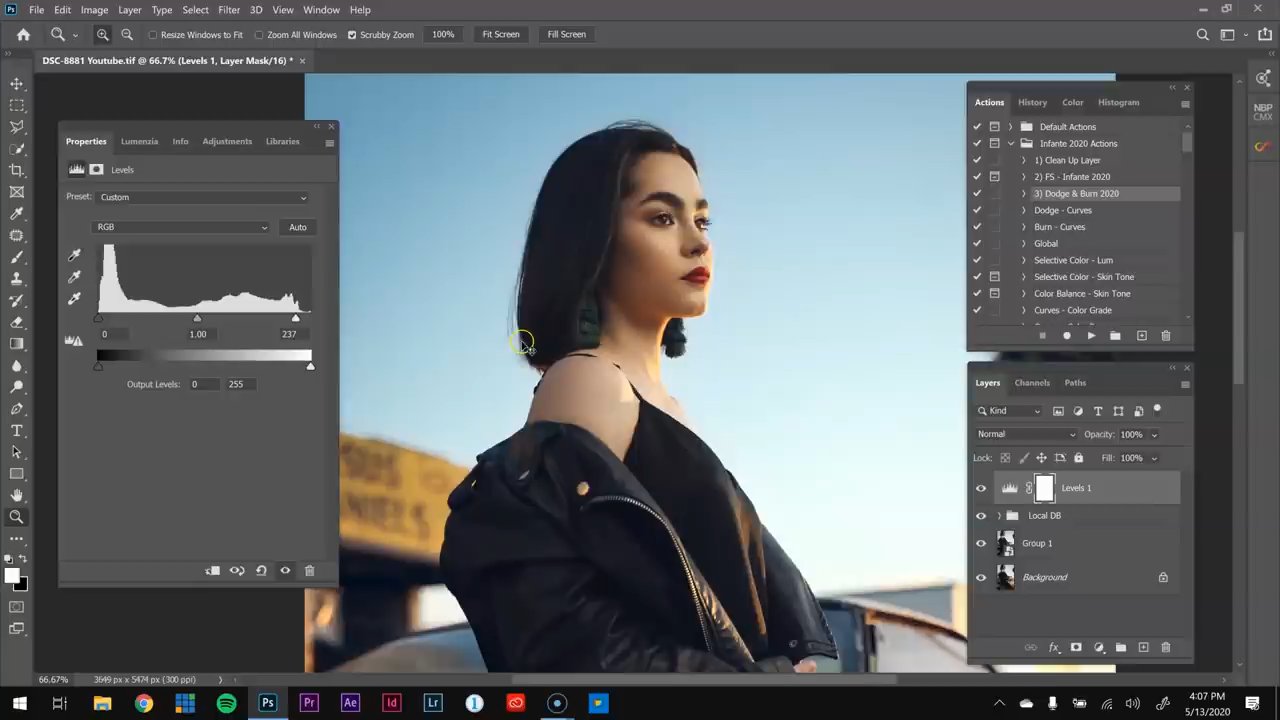 Ps File Edit Image Layer Type Select Filter 3D View Window Help
Resize Windows to Fit Zoom All Windows Scrubby Zoom 100% Fit Screen Fill Screen
DSC-8881 Youtube.tif @ 66.7% (Levels 1, Layer Mask/16) * ×
Properties Lumenzia Info Adjustments Libraries
Levels
Preset: Custom
RGB Auto
0 1.00 237
Output Levels: 0 255
Actions History Color Histogram
Default Actions
Infante 2020 Actions
1) Clean Up Layer
2) FS - Infante 2020
3) Dodge & Burn 2020
Dodge - Curves
Burn - Curves
Global
Selective Color - Lum
Selective Color - Skin Tone
Color Balance - Skin Tone
Curves - Color Grade
NBP
CMX
Layers Channels Paths
Kind
Normal Opacity: 100%
Lock: Fill: 100%
Levels 1
Local DB
Group 1
Background
66.67% 3649 px x 5474 px (300 ppi)
Ps Pr Ae Id Lr
4:07 PM
5/13/2020